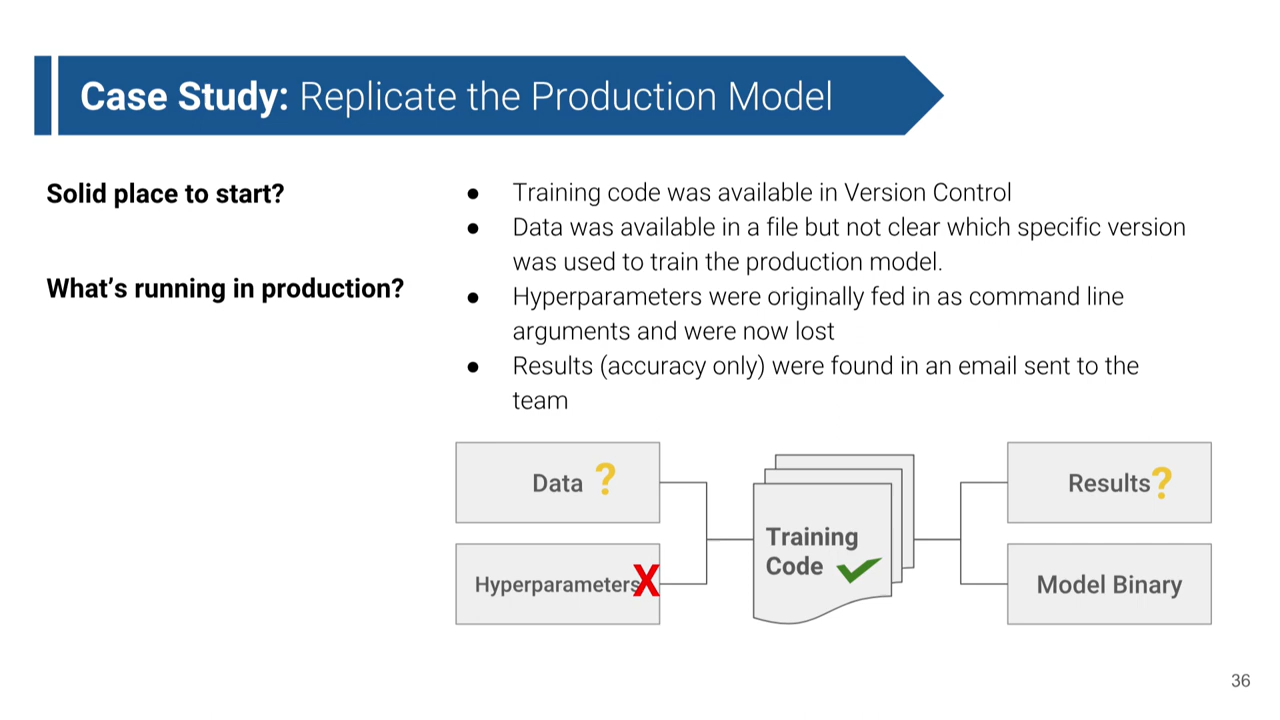 Case Study: Replicate the Production Model
Solid place to start?
What's running in production?
● Training code was available in Version Control
● Data was available in a file but not clear which specific version
was used to train the production model.
● Hyperparameters were originally fed in as command line
arguments and were now lost
● Results (accuracy only) were found in an email sent to the
team
Data ?
Hyperparameters X
Training
Code
Results ?
Model Binary
36